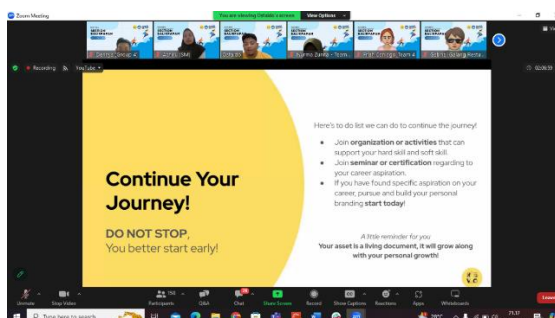 Zoom Meeting
You are viewing
screen
View Options
Recording
YouTube
Here's to do list we can do to continue the journey!
Join organization or activities that can
support your hard skill and soft skill.
Join seminar or certification regarding to
your career aspiration.
If you have found specific aspiration on your
career, pursue and build your personal
branding start today!
Continue Your
Journey!
DO NOT STOP,
You better start early!
A little reminder for you
Your asset is a living document, it will grow along
with your personal growth!
Unmute
Stop Video
Participants
Q&A
Chat
Share Screen
Record
Show Captions
Reactions
Apps
Whiteboards
Leave
Type here to search